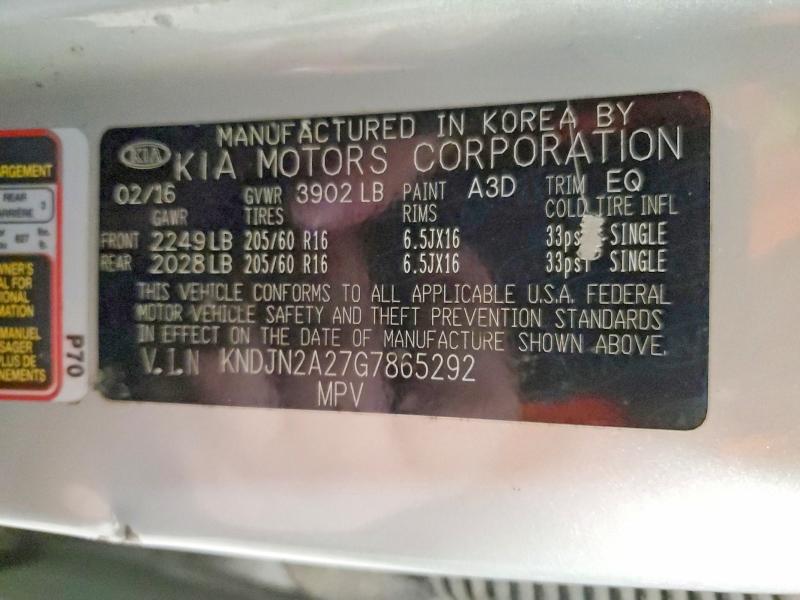 MANUFACTURED IN KOREA BY
KIA KIA MOTORS CORPORATION
02/16 GVWR 3902 LB PAINT A3D TRIM EQ
GAWR TIRES RIMS COLD TIRE INFL
FRONT 2249 LB 205/60 R16 6.5JX16 33psi SINGLE
REAR 2028 LB 205/60 R16 6.5JX16 33psi SINGLE
THIS VEHICLE CONFORMS TO ALL APPLICABLE U.S.A. FEDERAL
MOTOR VEHICLE SAFETY AND THEFT PREVENTION STANDARDS
IN EFFECT ON THE DATE OF MANUFACTURE SHOWN ABOVE.
V.I.N KNDJN2A27G7865292
MPV
REAR
3
P70